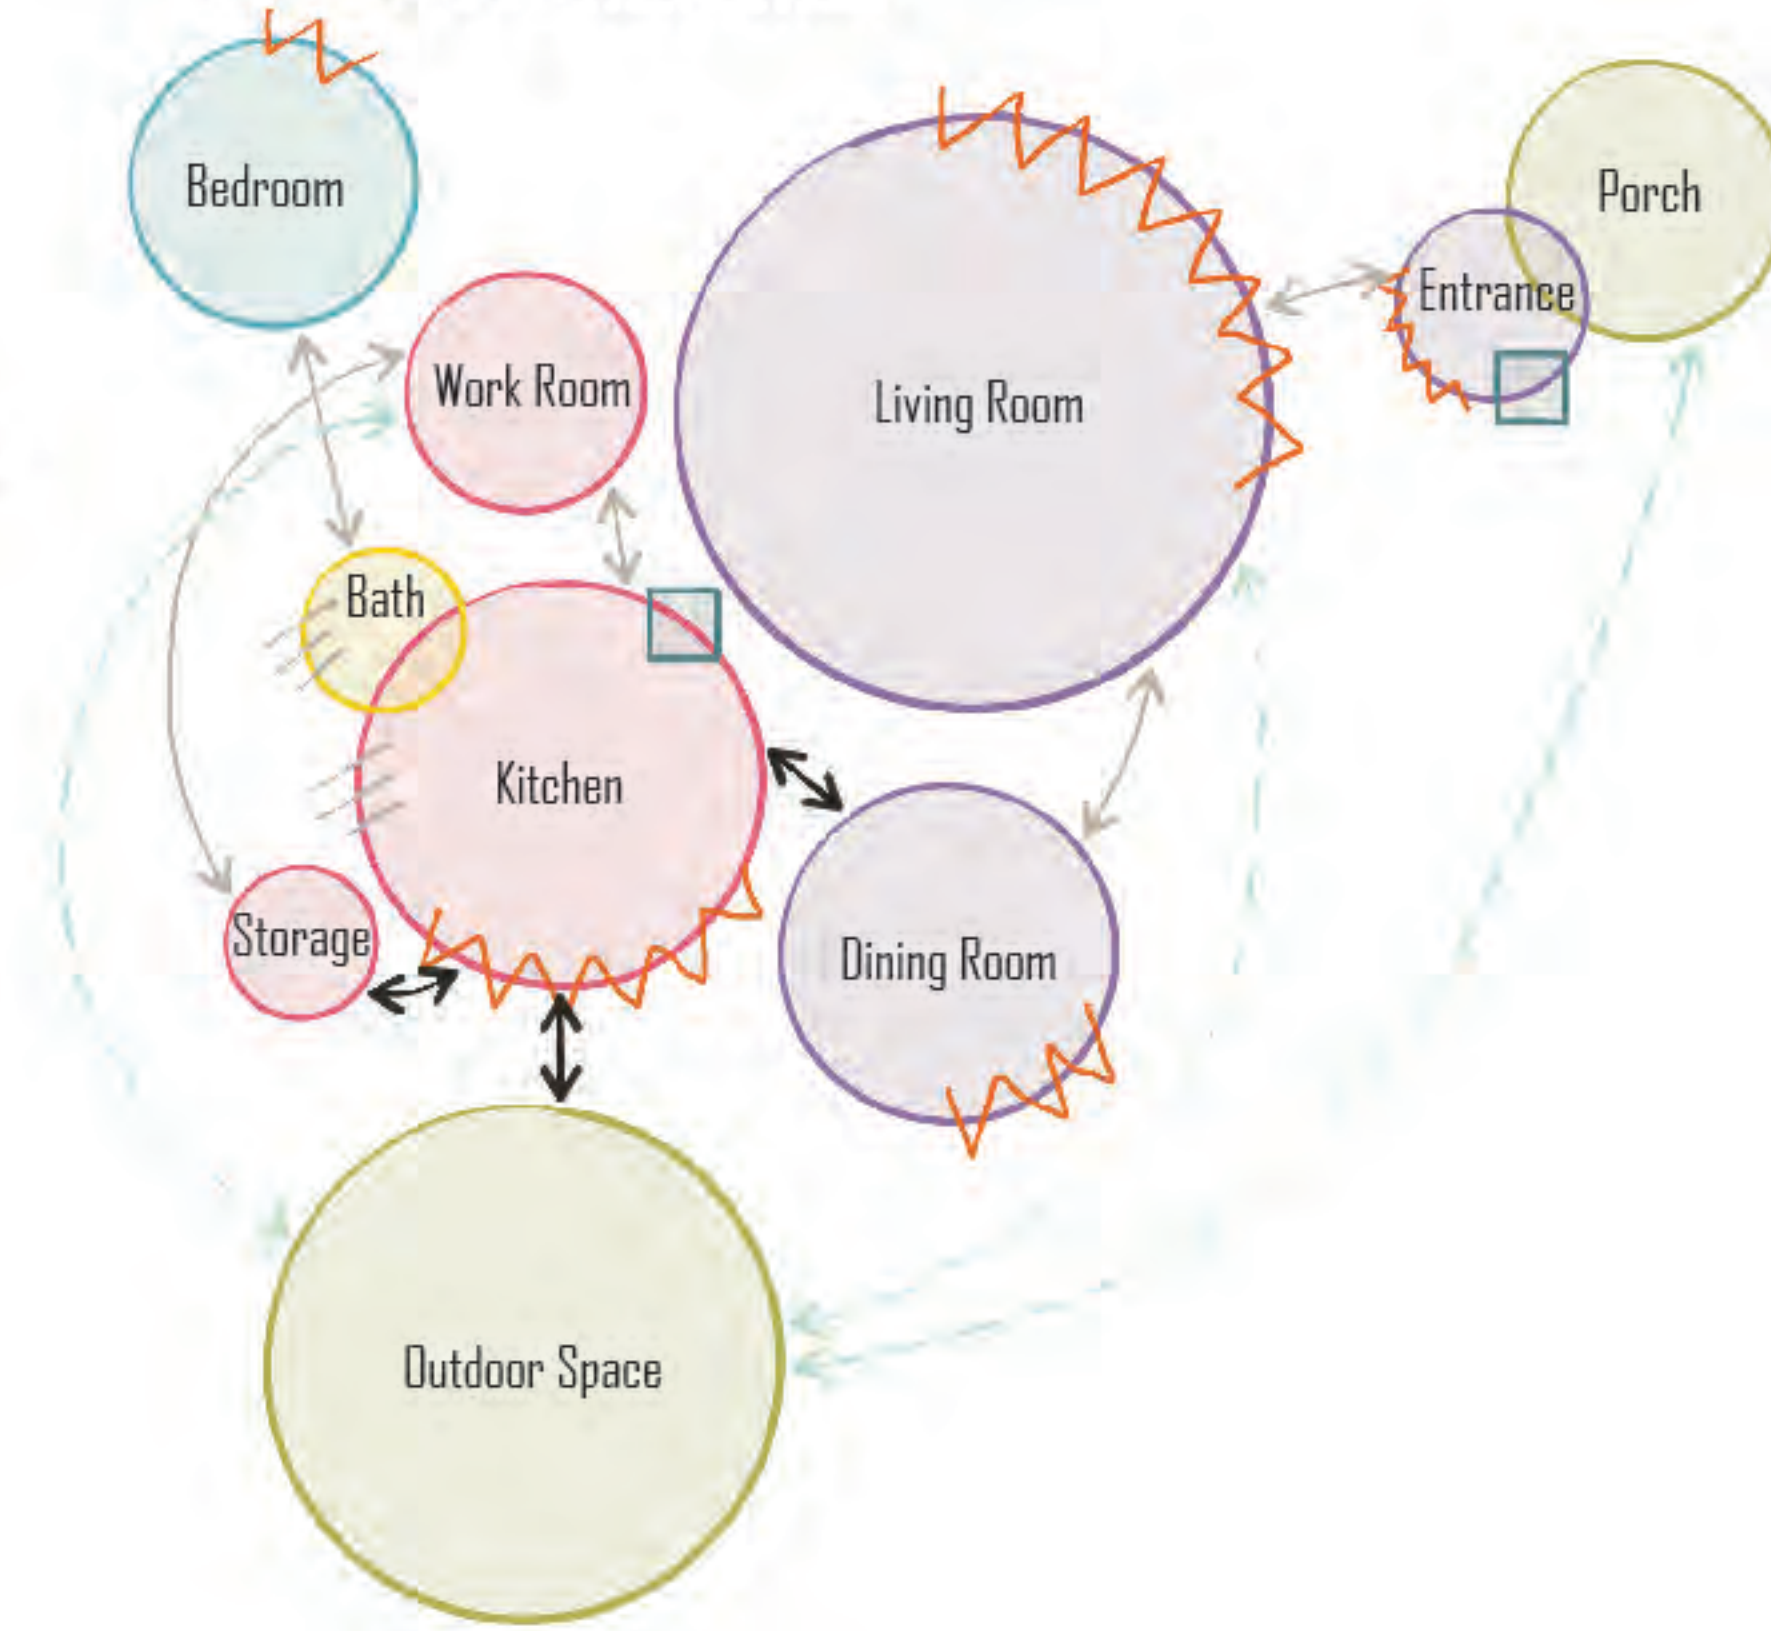 Bedroom
Porch
Entrance
Work Room
Living Room
Bath
Kitchen
Storage
Dining Room
Outdoor Space